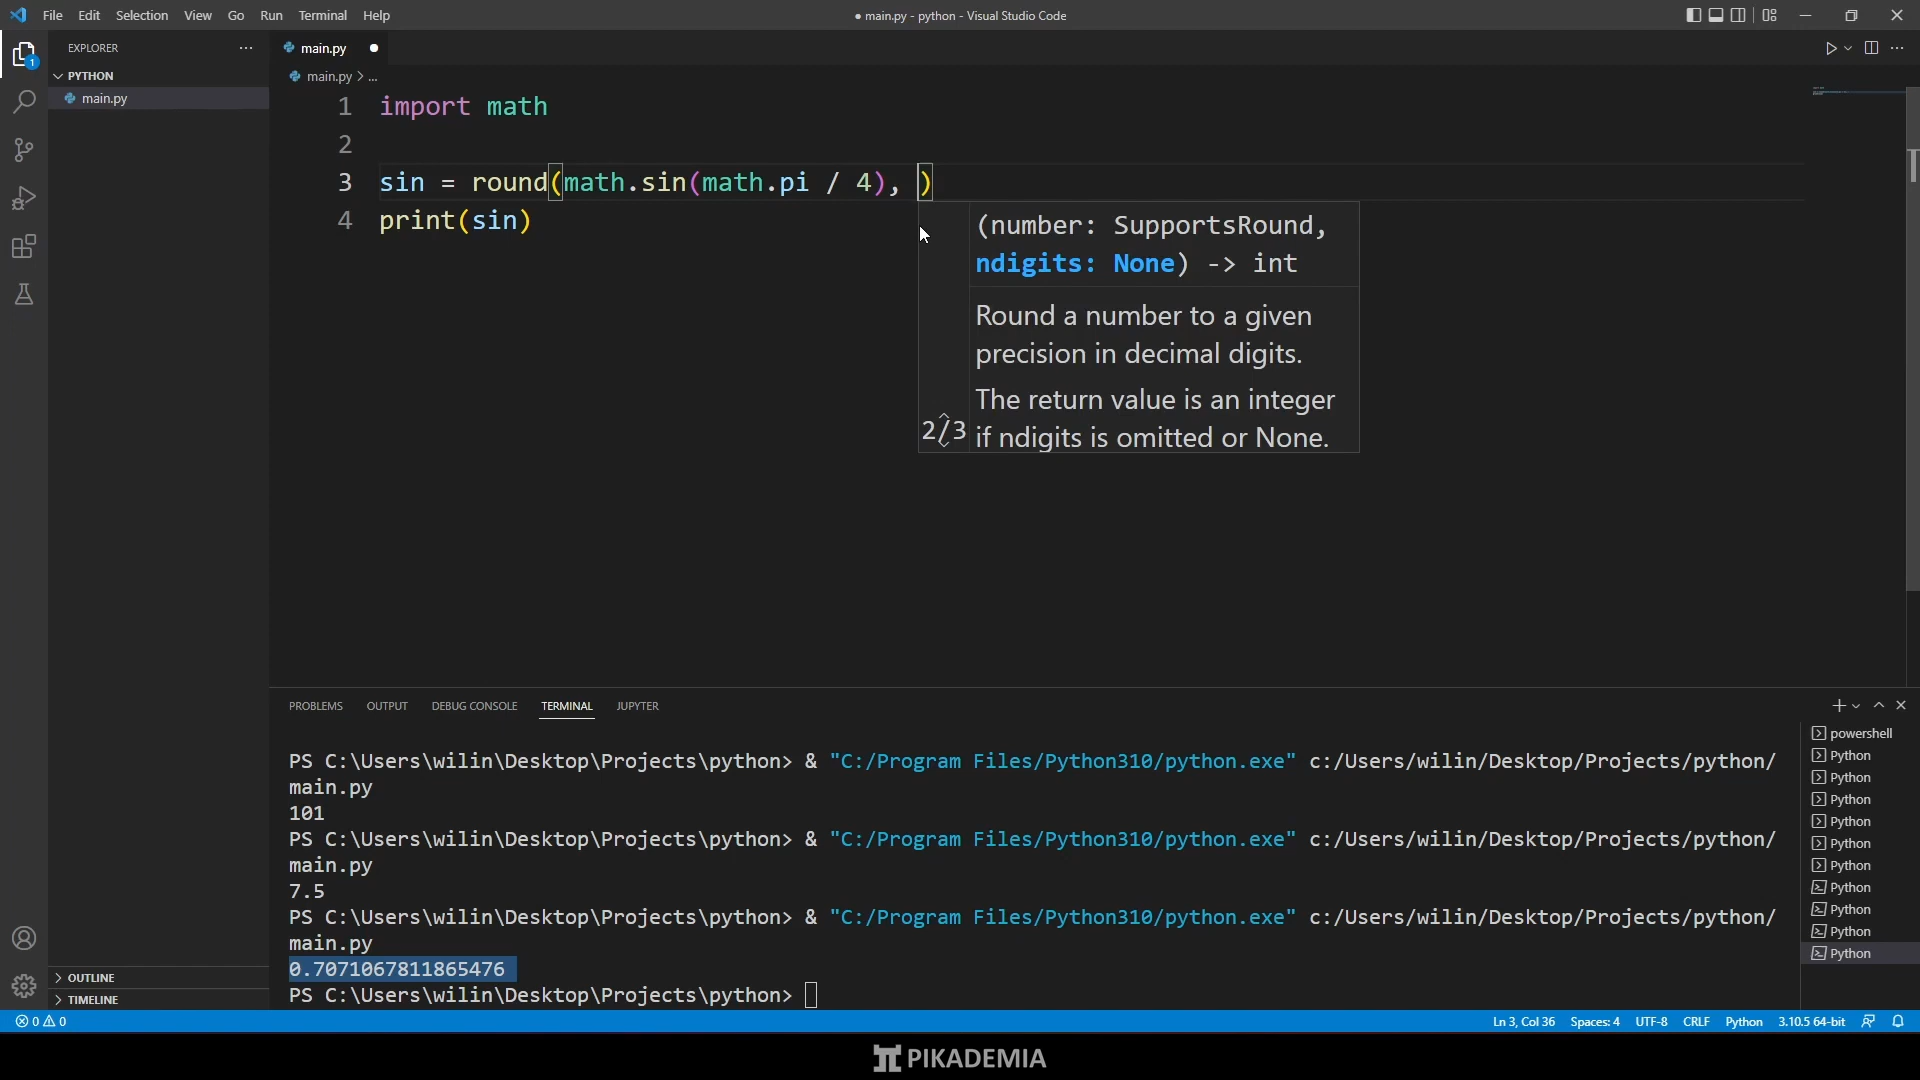 File Edit Selection View Go Run Terminal Help
● main.py - python - Visual Studio Code
EXPLORER
PYTHON
main.py
main.py
main.py > ...
1 import math
2
3 sin = round(math.sin(math.pi / 4), )
4 print(sin)
(number: SupportsRound,
ndigits: None) -> int
Round a number to a given
precision in decimal digits.
The return value is an integer
2/3 if ndigits is omitted or None.
PROBLEMS OUTPUT DEBUG CONSOLE TERMINAL JUPYTER
PS C:\Users\wilin\Desktop\Projects\python> & "C:/Program Files/Python310/python.exe" c:/Users/wilin/Desktop/Projects/python/
main.py
101
PS C:\Users\wilin\Desktop\Projects\python> & "C:/Program Files/Python310/python.exe" c:/Users/wilin/Desktop/Projects/python/
main.py
7.5
PS C:\Users\wilin\Desktop\Projects\python> & "C:/Program Files/Python310/python.exe" c:/Users/wilin/Desktop/Projects/python/
main.py
0.7071067811865476
PS C:\Users\wilin\Desktop\Projects\python>
powershell
Python
Python
Python
Python
Python
Python
Python
Python
Python
Python
OUTLINE
TIMELINE
1
0 0
Ln 3, Col 36 Spaces: 4 UTF-8 CRLF Python 3.10.5 64-bit
PIKADEMIA